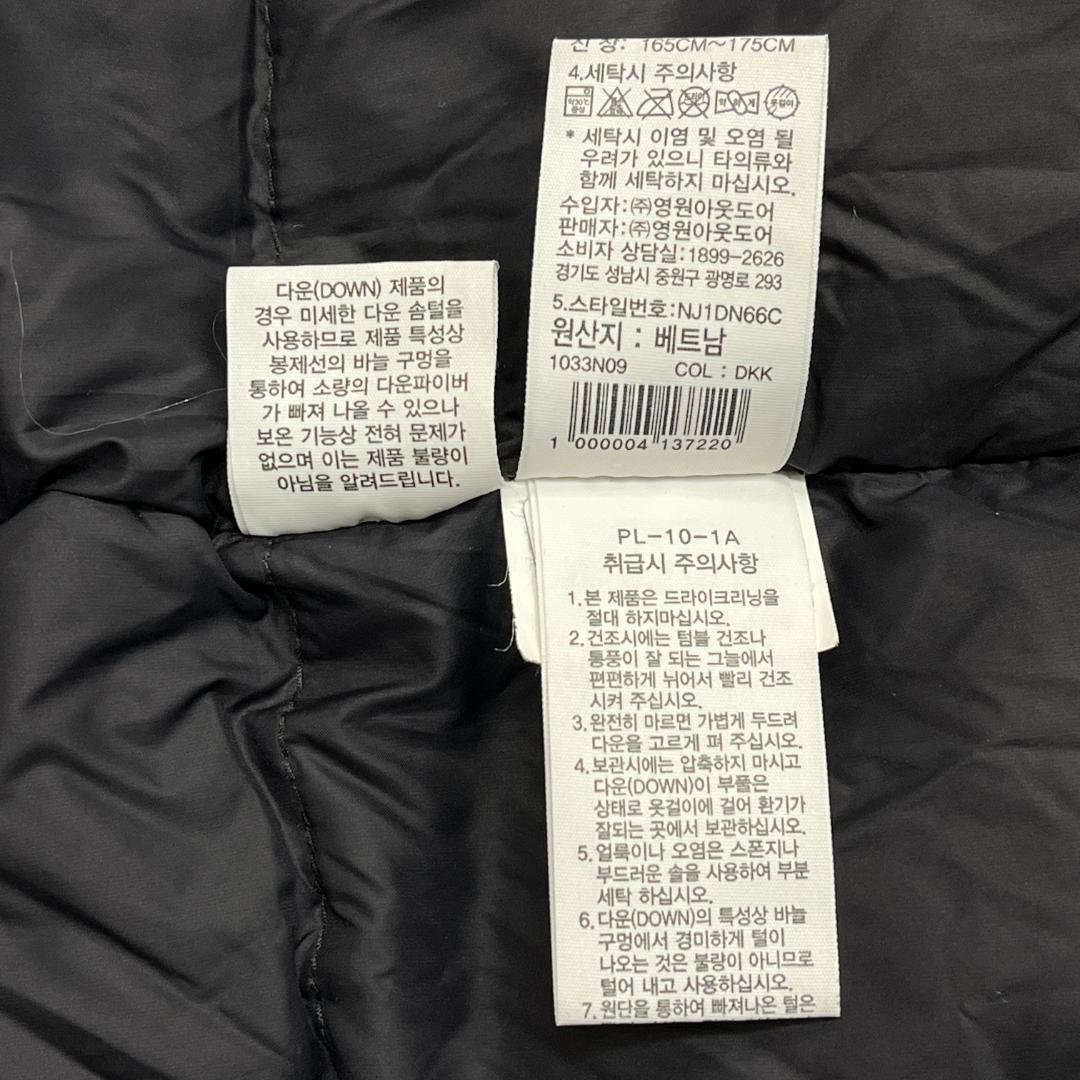 신 장: 165CM~175CM
4.세탁시 주의사항
약30℃
중성
약 하 게
옷걸이
* 세탁시 이염 및 오염 될
우려가 있으니 타의류와
함께 세탁하지 마십시오.
수입자:㈜영원아웃도어
판매자:㈜영원아웃도어
소비자 상담실:1899-2626
경기도 성남시 중원구 광명로 293
5.스타일번호:NJ1DN66C
원산지 : 베트남
1033N09 COL : DKK
1 000004 137220
다운(DOWN) 제품의
경우 미세한 다운 솜털을
사용하므로 제품 특성상
봉제선의 바늘 구멍을
통하여 소량의 다운파이버
가 빠져 나올 수 있으나
보온 기능상 전혀 문제가
없으며 이는 제품 불량이
아님을 알려드립니다.
PL-10-1A
취급시 주의사항
1.본 제품은 드라이크리닝을
절대 하지마십시오.
2.건조시에는 텀블 건조나
통풍이 잘 되는 그늘에서
편편하게 뉘어서 빨리 건조
시켜 주십시오.
3.완전히 마르면 가볍게 두드려
다운을 고르게 펴 주십시오.
4.보관시에는 압축하지 마시고
다운(DOWN)이 부풀은
상태로 옷걸이에 걸어 환기가
잘되는 곳에서 보관하십시오.
5.얼룩이나 오염은 스폰지나
부드러운 솔을 사용하여 부분
세탁 하십시오.
6.다운(DOWN)의 특성상 바늘
구멍에서 경미하게 털이
나오는 것은 불량이 아니므로
털어 내고 사용하십시오.
7.원단을 통하여 빠져나온 털은